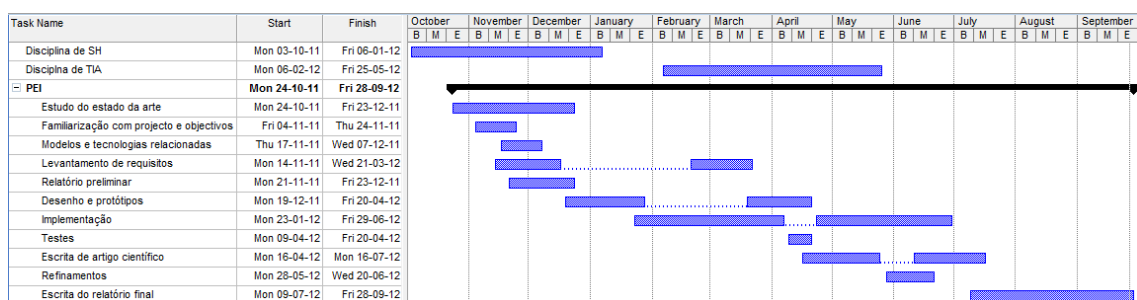 Task Name Start Finish October November December January February March April May June July August September
B M E B M E B M E B M E B M E B M E B M E B M E B M E B M E B M E B M E
Disciplina de SH Mon 03-10-11 Fri 06-01-12
Disciplna de TIA Mon 06-02-12 Fri 25-05-12
PEI Mon 24-10-11 Fri 28-09-12
Estudo do estado da arte Mon 24-10-11 Fri 23-12-11
Familiarização com projecto e objectivos Fri 04-11-11 Thu 24-11-11
Modelos e tecnologias relacionadas Thu 17-11-11 Wed 07-12-11
Levantamento de requisitos Mon 14-11-11 Wed 21-03-12
Relatório preliminar Mon 21-11-11 Fri 23-12-11
Desenho e protótipos Mon 19-12-11 Fri 20-04-12
Implementação Mon 23-01-12 Fri 29-06-12
Testes Mon 09-04-12 Fri 20-04-12
Escrita de artigo científico Mon 16-04-12 Mon 16-07-12
Refinamentos Mon 28-05-12 Wed 20-06-12
Escrita do relatório final Mon 09-07-12 Fri 28-09-12